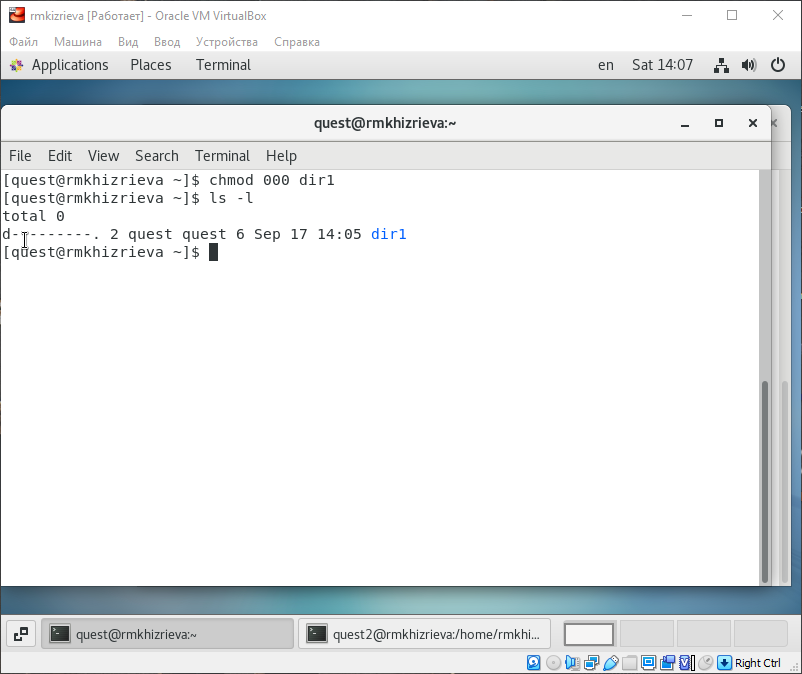 rmkizrieva [Работает] - Oracle VM VirtualBox
Файл Машина Вид Ввод Устройства Справка
Applications Places Terminal en Sat 14:07
quest@rmkhizrieva:~
File Edit View Search Terminal Help
[quest@rmkhizrieva ~]$ chmod 000 dir1
[quest@rmkhizrieva ~]$ ls -l
total 0
d---------. 2 quest quest 6 Sep 17 14:05 dir1
[quest@rmkhizrieva ~]$
quest@rmkhizrieva:~ quest2@rmkhizrieva:/home/rmkhi...
Right Ctrl